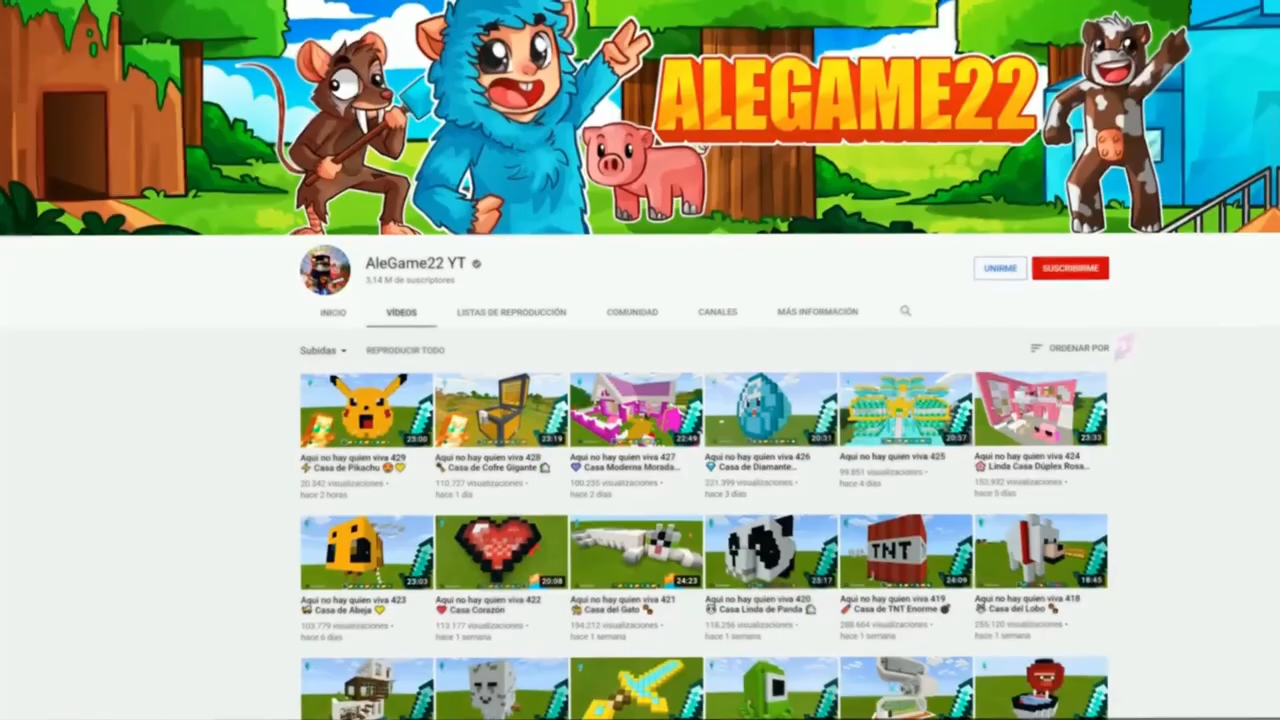 ALEGAME22
AleGame22 YT
3,14 M de suscriptores
UNIRME
SUSCRIBIRME
INICIO
VÍDEOS
LISTAS DE REPRODUCCIÓN
COMUNIDAD
CANALES
MÁS INFORMACIÓN
Subidas
REPRODUCIR TODO
ORDENAR POR
23:00
23:19
22:49
20:31
20:57
23:33
Aqui no hay quien viva 429
⚡ Casa de Pikachu 😍💛
20.342 visualizaciones •
hace 2 horas
Aqui no hay quien viva 428
Casa de Cofre Gigante
110.727 visualizaciones •
hace 1 día
Aqui no hay quien viva 427
💜 Casa Moderna Morada...
100.235 visualizaciones •
hace 2 días
Aqui no hay quien viva 426
💎 Casa de Diamante...
221.399 visualizaciones •
hace 3 días
Aqui no hay quien viva 425
99.851 visualizaciones •
hace 4 días
Aqui no hay quien viva 424
🌸 Linda Casa Dúplex Rosa...
153.932 visualizaciones •
hace 5 días
TNT
23:03
20:08
24:23
25:17
24:09
18:45
Aqui no hay quien viva 423
Casa de Abeja 💛
103.779 visualizaciones •
hace 6 días
Aqui no hay quien viva 422
❤️ Casa Corazón
113.177 visualizaciones •
hace 1 semana
Aqui no hay quien viva 421
Casa del Gato 🐾
154.212 visualizaciones •
hace 1 semana
Aqui no hay quien viva 420
🐼 Casa Linda de Panda
118.256 visualizaciones •
hace 1 semana
Aqui no hay quien viva 419
🧨 Casa de TNT Enorme 💣
288.664 visualizaciones •
hace 1 semana
Aqui no hay quien viva 418
🐺 Casa del Lobo 🐾
255.120 visualizaciones •
hace 1 semana